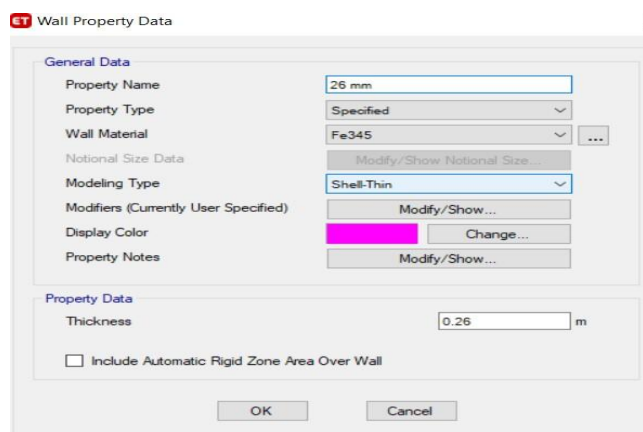 ET Wall Property Data
General Data
Property Name 26 mm
Property Type Specified
Wall Material Fe345 ...
Notional Size Data Modify/Show Notional Size...
Modeling Type Shell-Thin
Modifiers (Currently User Specified) Modify/Show...
Display Color Change...
Property Notes Modify/Show...
Property Data
Thickness 0.26 m
Include Automatic Rigid Zone Area Over Wall
OK Cancel